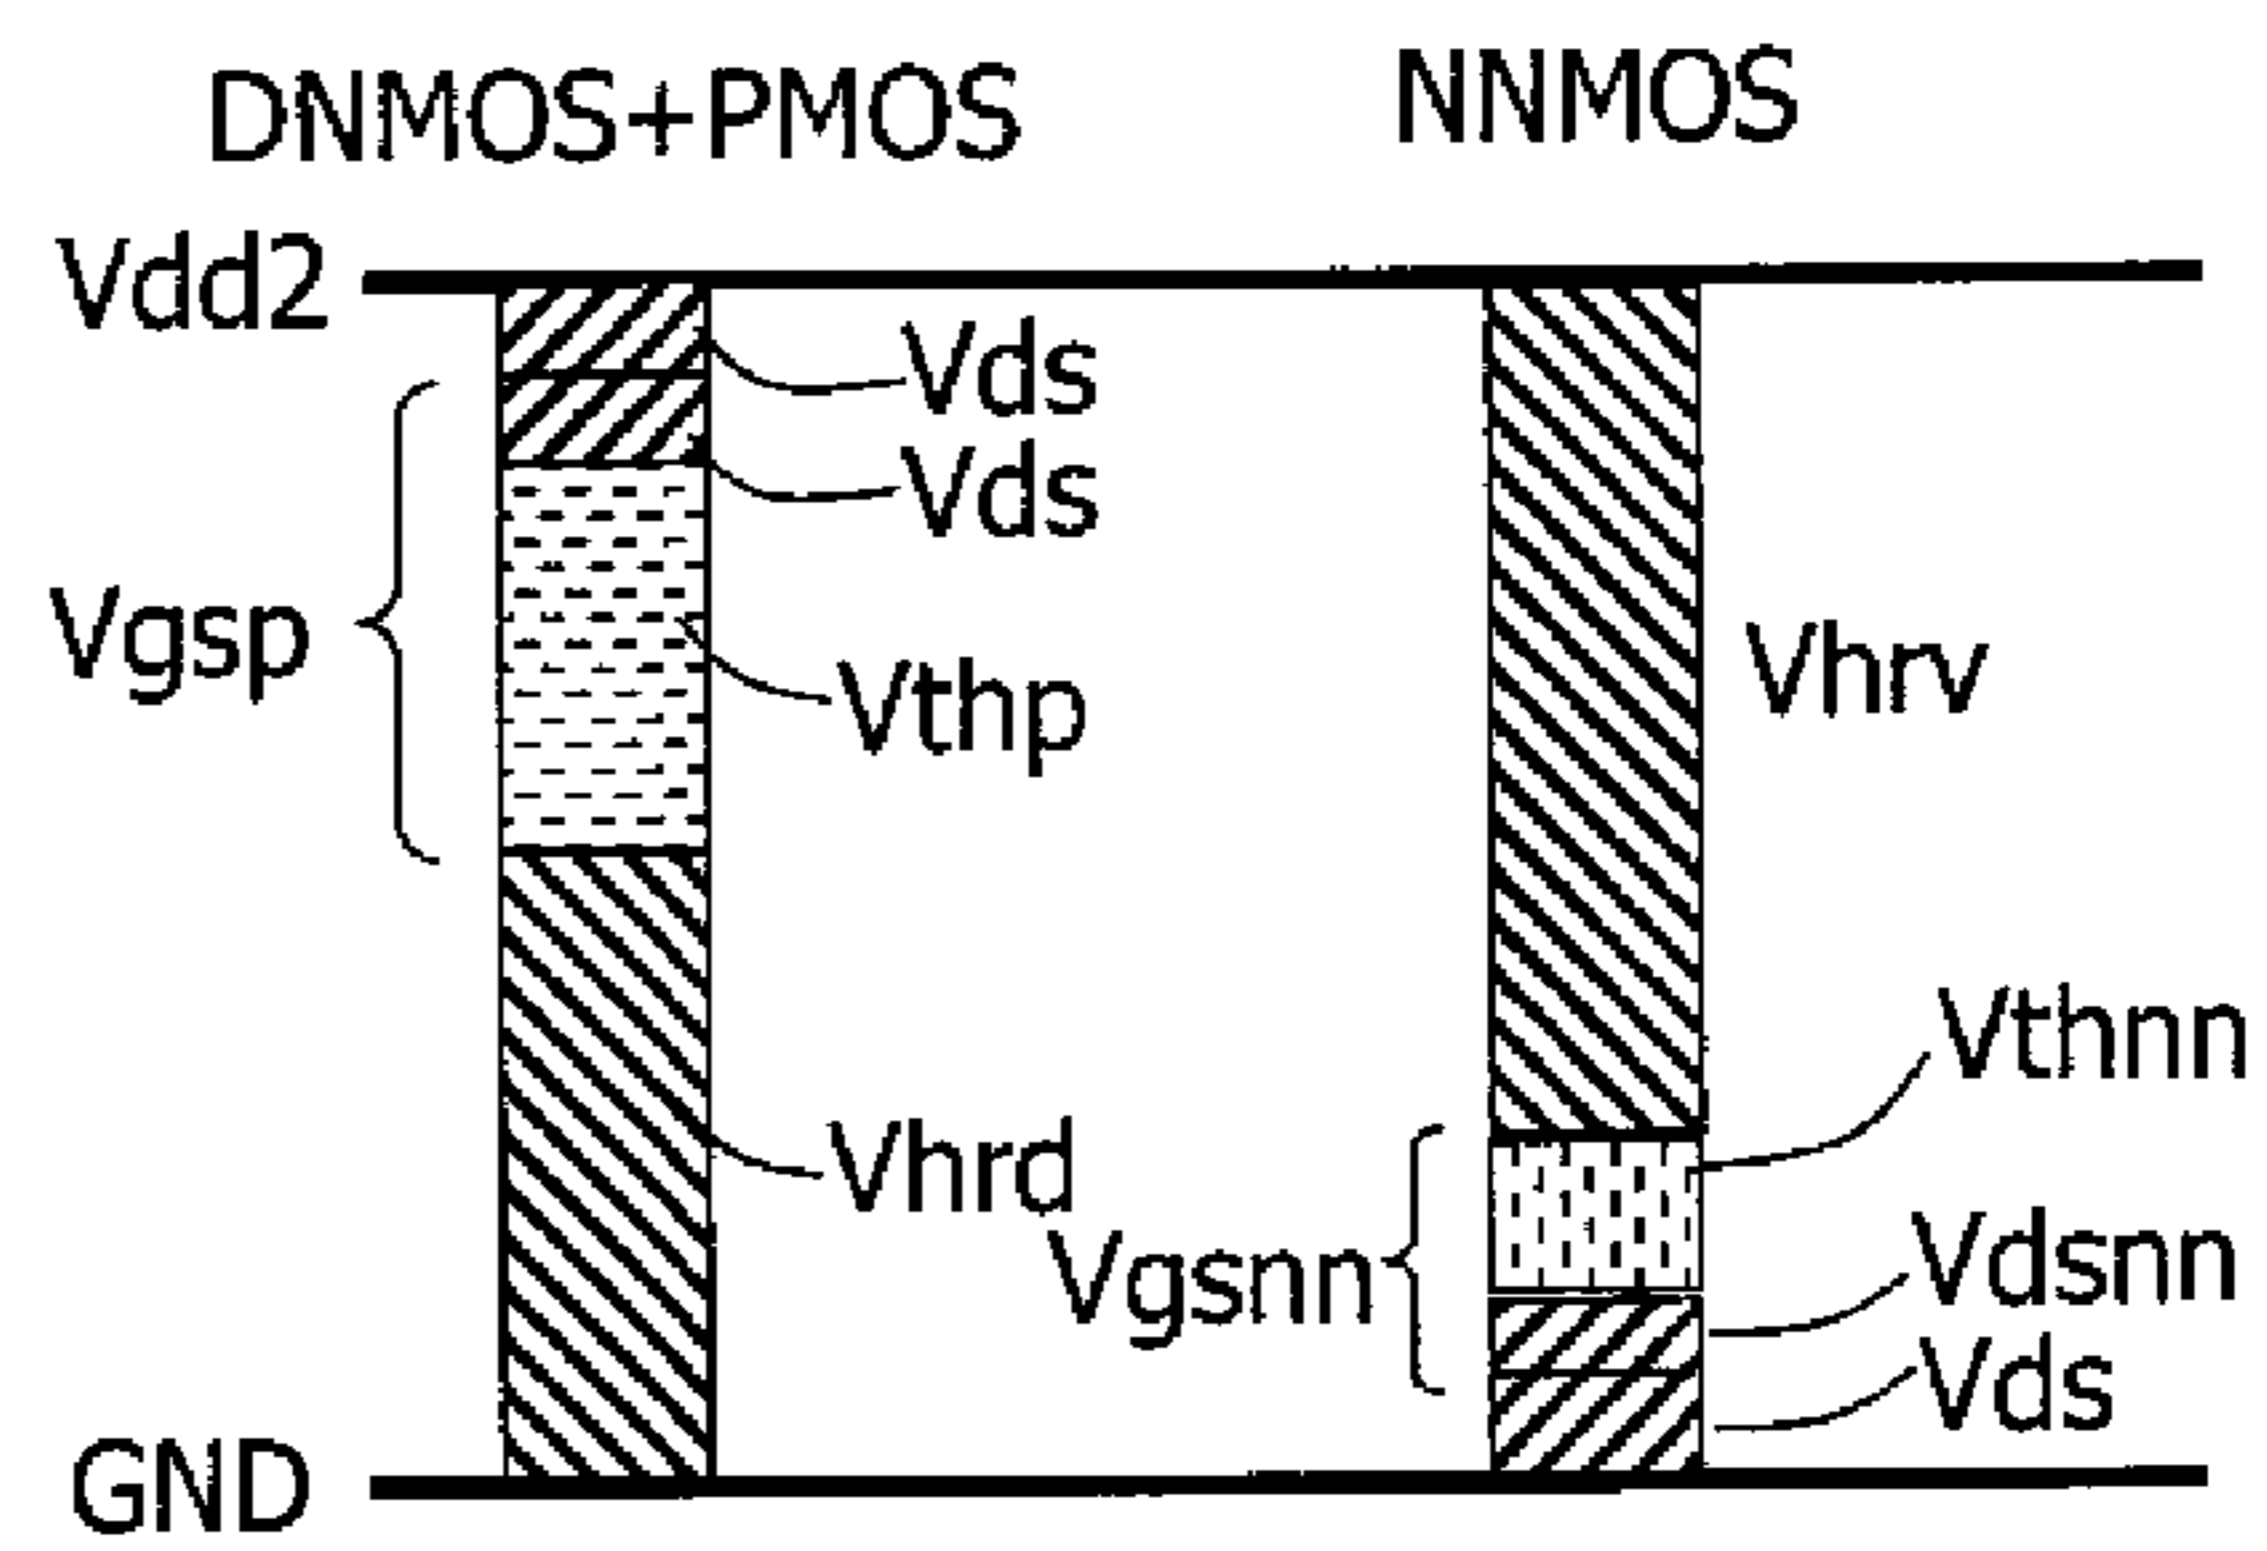 DNMOS+PMOS
NNMOS
Vdd2
Vds
Vds
Vgsp
Vthp
Vhrv
Vthnn
Vhrd
Vgsnn
Vdsnn
Vds
GND